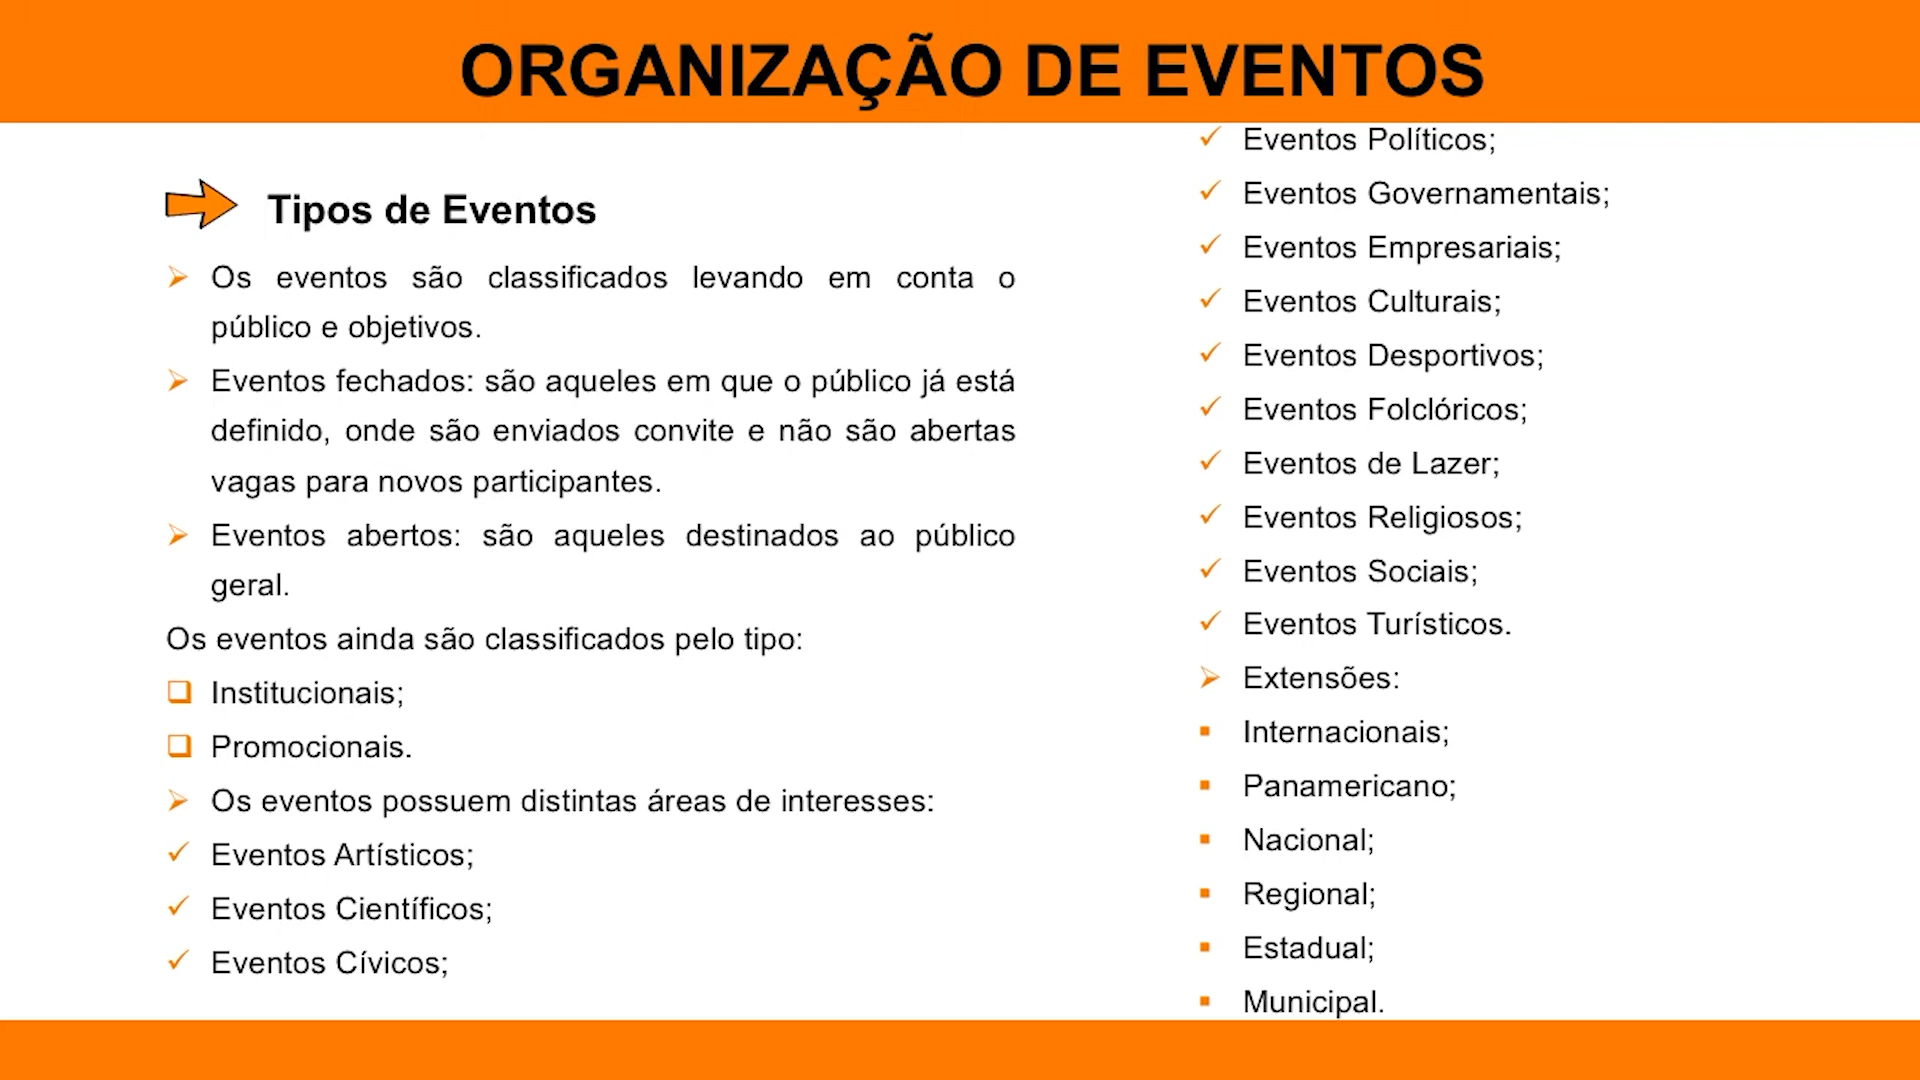 ORGANIZAÇÃO DE EVENTOS
Tipos de Eventos
Os eventos são classificados levando em conta o
público e objetivos.
Eventos fechados: são aqueles em que o público já está
definido, onde são enviados convite e não são abertas
vagas para novos participantes.
Eventos abertos: são aqueles destinados ao público
geral.
Os eventos ainda são classificados pelo tipo:
Institucionais;
Promocionais.
Os eventos possuem distintas áreas de interesses:
Eventos Artísticos;
Eventos Científicos;
Eventos Cívicos;
Eventos Políticos;
Eventos Governamentais;
Eventos Empresariais;
Eventos Culturais;
Eventos Desportivos;
Eventos Folclóricos;
Eventos de Lazer;
Eventos Religiosos;
Eventos Sociais;
Eventos Turísticos.
Extensões:
Internacionais;
Panamericano;
Nacional;
Regional;
Estadual;
Municipal.